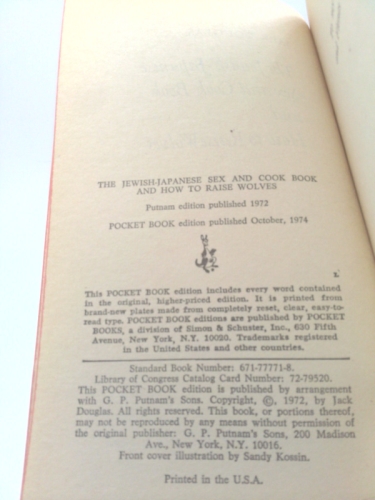 THE JEWISH-JAPANESE SEX AND COOK BOOK
AND HOW TO RAISE WOLVES
Putnam edition published 1972
POCKET BOOK edition published October, 1974
L
This POCKET BOOK edition includes every word contained
in the original, higher-priced edition. It is printed from
brand-new plates made from completely reset, clear, easy-to-
read type. POCKET BOOK editions are published by POCKET
BOOKS, a division of Simon & Schuster, Inc., 630 Fifth
Avenue, New York, N.Y. 10020. Trademarks registered
in the United States and other countries.
Standard Book Number: 671-77771-8.
Library of Congress Catalog Card Number: 72-79520.
This POCKET BOOK edition is published by arrangement
with G. P. Putnam's Sons. Copyright, ©, 1972, by Jack
Douglas. All rights reserved. This book, or portions thereof,
may not be reproduced by any means without permission of
the original publisher: G. P. Putnam's Sons, 200 Madison
Ave., New York, N.Y. 10016.
Front cover illustration by Sandy Kossin.
Printed in the U.S.A.